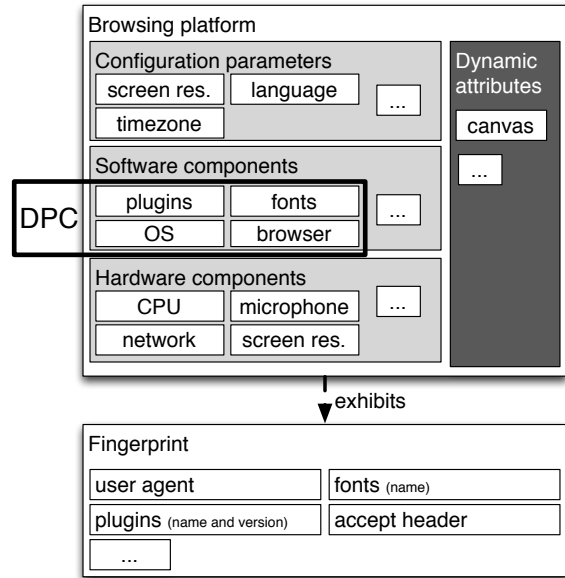 Browsing platform
Configuration parameters
screen res.
language
timezone
...
Dynamic
attributes
canvas
...
Software components
plugins
fonts
OS
browser
...
DPC
Hardware components
CPU
microphone
network
screen res.
...
exhibits
Fingerprint
user agent
fonts (name)
plugins (name and version)
accept header
...